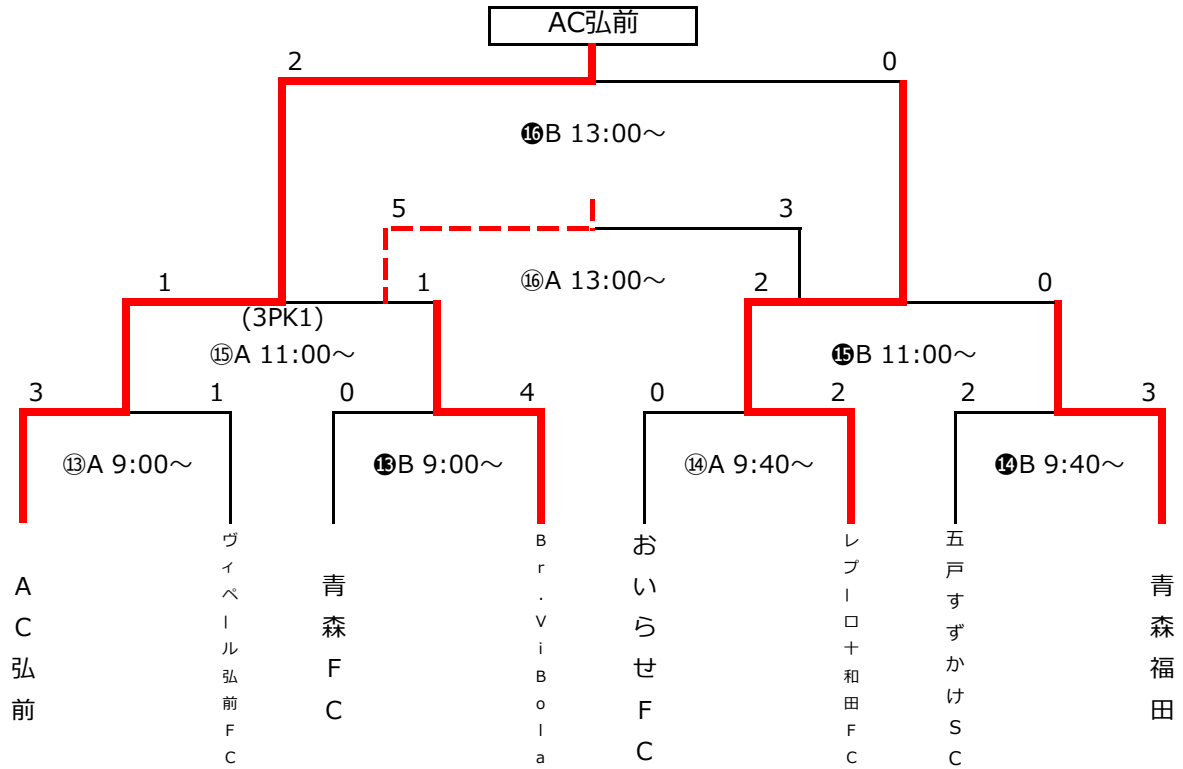 AC弘前
2 0
⓰B 13:00～
5 3
⑯A 13:00～
1 1 2 0
(3PK1)
⑮A 11:00～ ⓯B 11:00～
3 1 0 4 0 2 2 3
⑬A 9:00～ ⓭B 9:00～ ⑭A 9:40～ ⓮B 9:40～
AC弘前
ヴィペール弘前FC
青森FC
Br.ViBola
おいらせFC
レプーロ十和田FC
五戸すずかけSC
青森福田